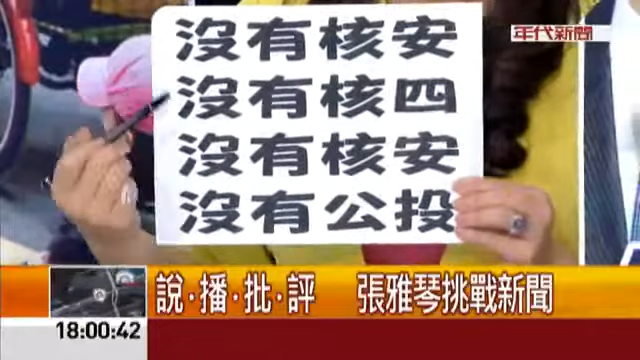 年代新聞
沒有核安
沒有核四
沒有核安
沒有公投
說·播·批·評 張雅琴挑戰新聞
18:00:42